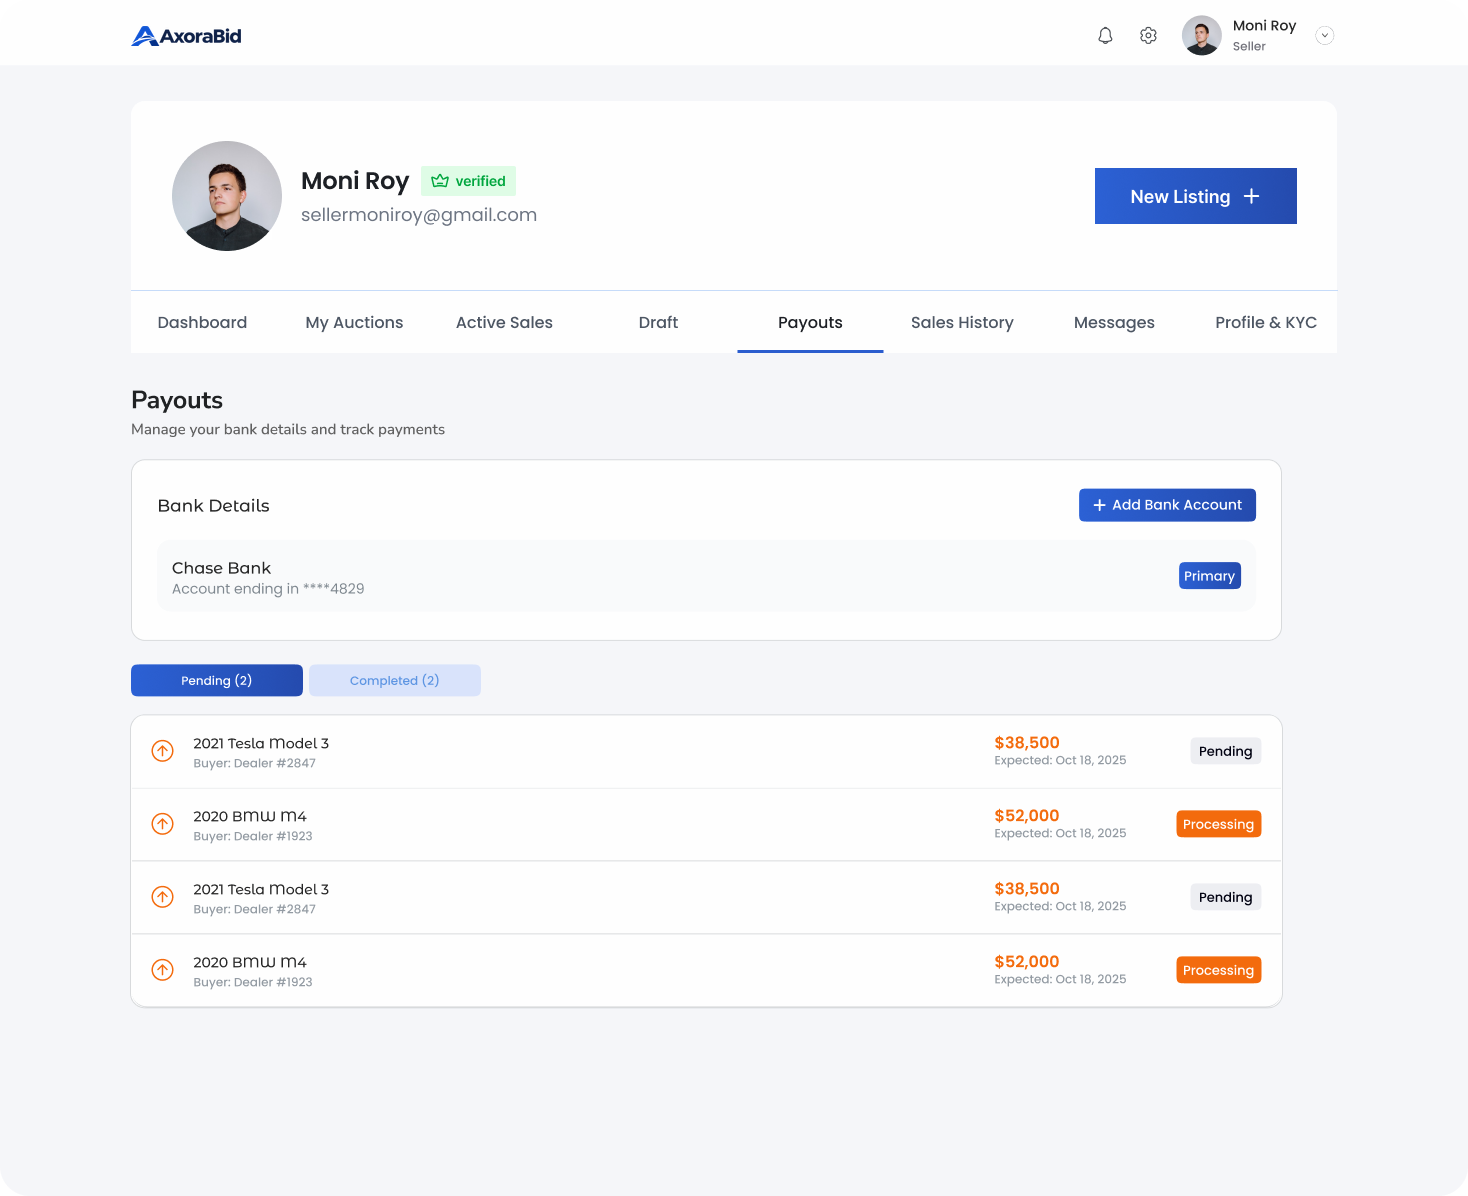 AxoraBid
Moni Roy
Seller
Moni Roy
verified
sellermoniroy@gmail.com
New Listing +
Dashboard My Auctions Active Sales Draft Payouts Sales History Messages Profile & KYC
Payouts
Manage your bank details and track payments
Bank Details
+ Add Bank Account
Chase Bank
Account ending in ****4829
Primary
Pending (2) Completed (2)
2021 Tesla Model 3
Buyer: Dealer #2847
$38,500
Expected: Oct 18, 2025
Pending
2020 BMW M4
Buyer: Dealer #1923
$52,000
Expected: Oct 18, 2025
Processing
2021 Tesla Model 3
Buyer: Dealer #2847
$38,500
Expected: Oct 18, 2025
Pending
2020 BMW M4
Buyer: Dealer #1923
$52,000
Expected: Oct 18, 2025
Processing